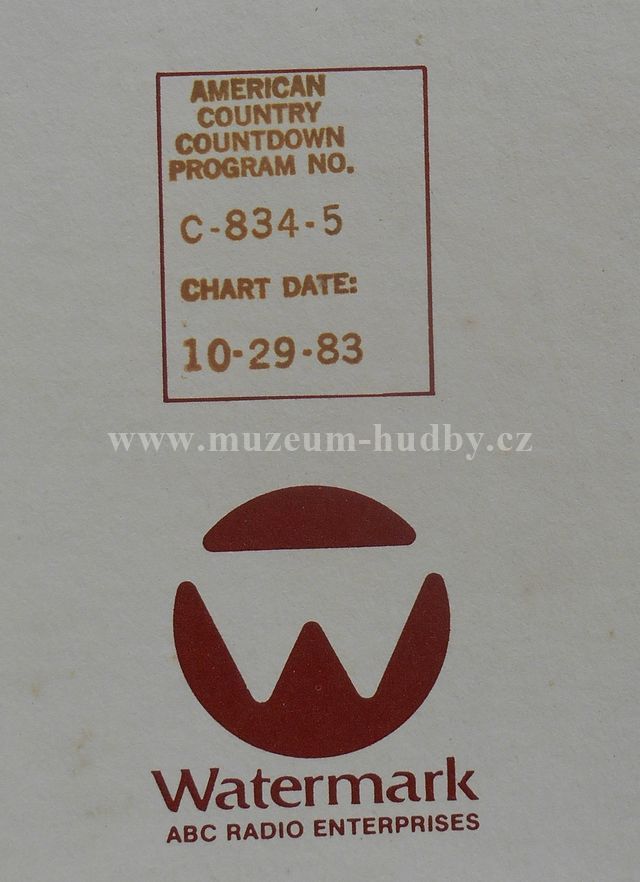 AMERICAN
COUNTRY
COUNTDOWN
PROGRAM NO.
C-834-5
CHART DATE:
10-29-83
www.muzeum-hudby.cz
Watermark
ABC RADIO ENTERPRISES